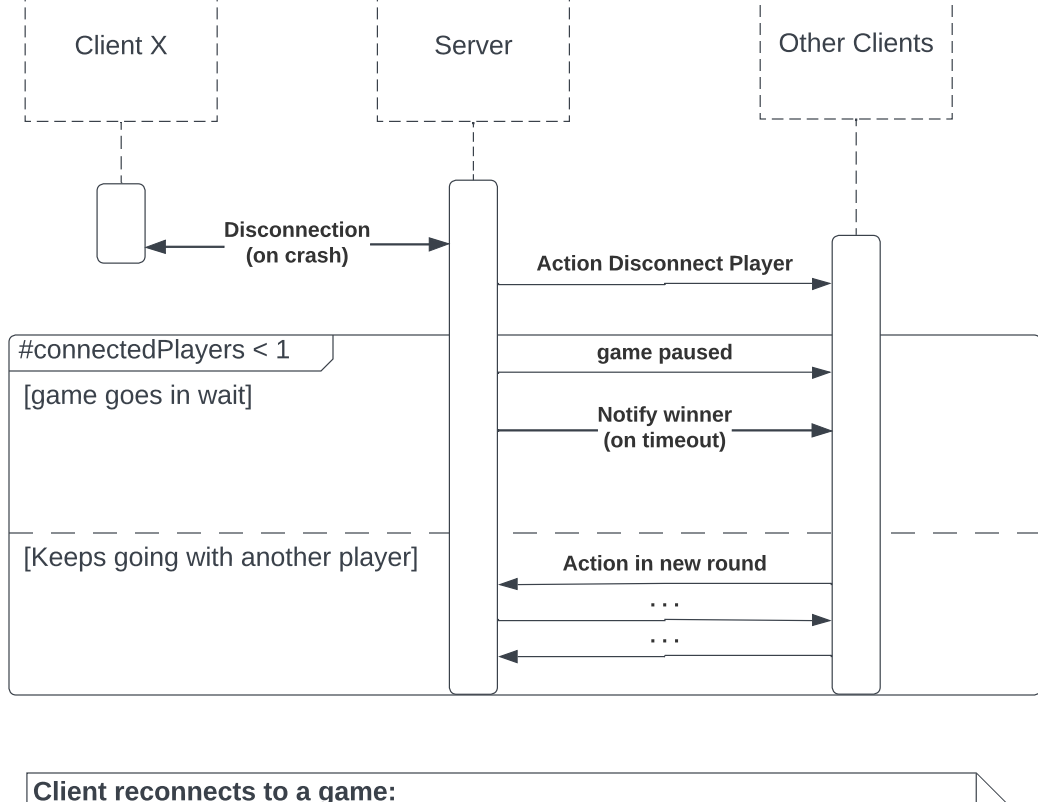 Client X
Server
Other Clients
Disconnection
(on crash)
Action Disconnect Player
#connectedPlayers < 1
game paused
[game goes in wait]
Notify winner
(on timeout)
[Keeps going with another player]
Action in new round
. . .
. . .
Client reconnects to a game: